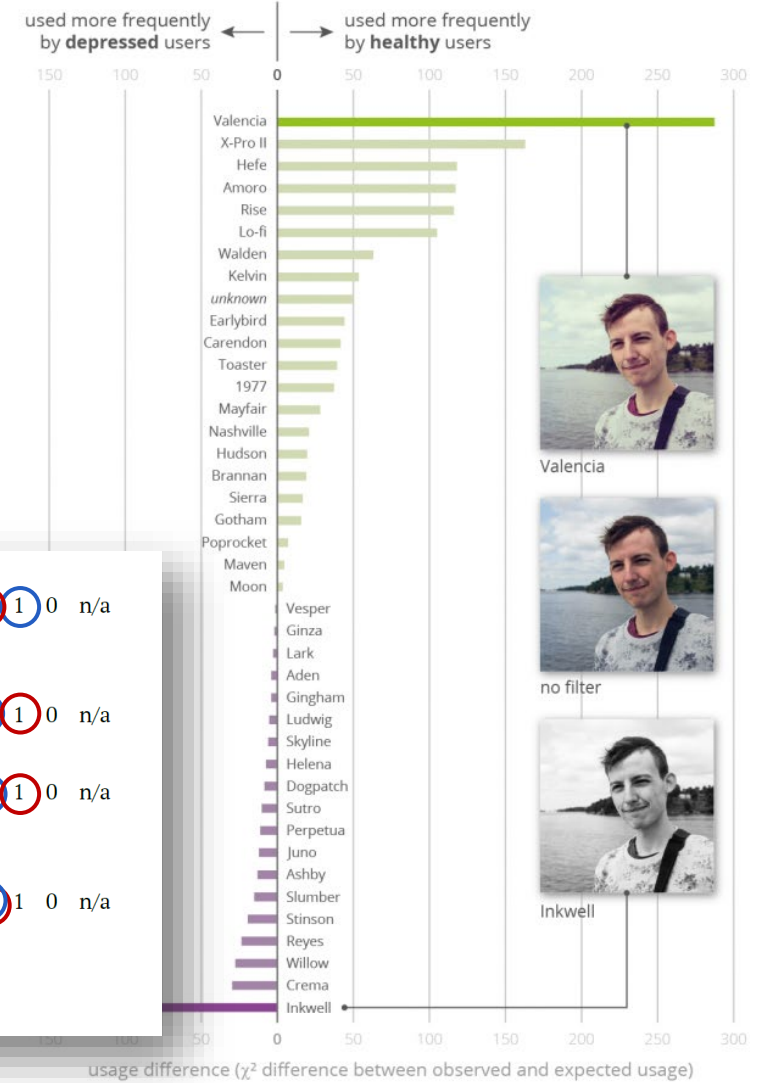 used more frequently
by depressed users
used more frequently
by healthy users
150 100 50 0 50 100 150 200 250 300
Valencia
X-Pro II
Hefe
Amoro
Rise
Lo-fi
Walden
Kelvin
unknown
Earlybird
Carendon
Toaster
1977
Mayfair
Nashville
Hudson
Brannan
Sierra
Gotham
Poprocket
Maven
Moon
Vesper
Ginza
Lark
Aden
Gingham
Ludwig
Skyline
Helena
Dogpatch
Sutro
Perpetua
Juno
Ashby
Slumber
Stinson
Reyes
Willow
Crema
Inkwell
Valencia
no filter
Inkwell
1 0 n/a
1 0 n/a
1 0 n/a
1 0 n/a
150 100 50 0 50 100 150 200 250 300
usage difference (χ² difference between observed and expected usage)